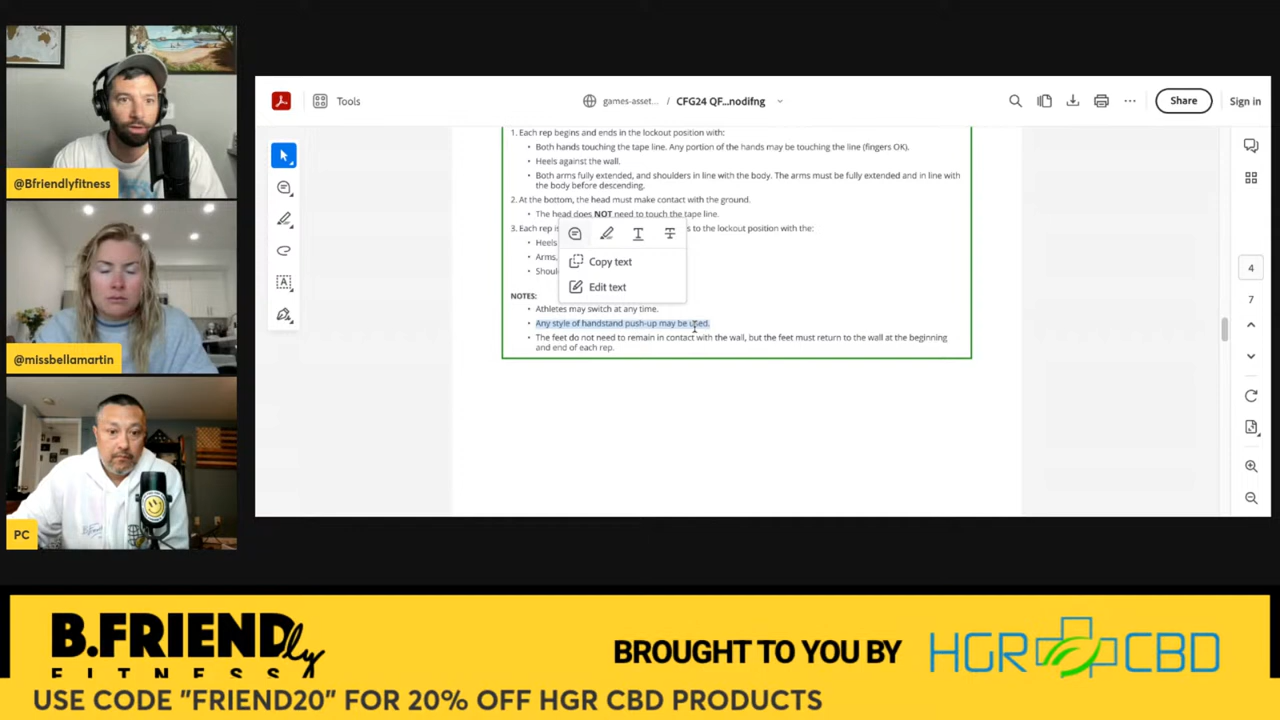 @Bfriendlyfitness
@missbellamartin
PC
Tools
games-asset... / CFG24 QF...nodifng
Share
Sign in
1. Each rep begins and ends in the lockout position with:
• Both hands touching the tape line. Any portion of the hands may be touching the line (fingers OK).
• Heels against the wall.
• Both arms fully extended, and shoulders in line with the body. The arms must be fully extended and in line with
the body before descending.
2. At the bottom, the head must make contact with the ground.
• The head does NOT need to touch the tape line.
3. Each rep is
s to the lockout position with the:
• Heels
• Arms,
• Shoul
Copy text
Edit text
NOTES:
• Athletes may switch at any time.
• Any style of handstand push-up may be used.
• The feet do not need to remain in contact with the wall, but the feet must return to the wall at the beginning
and end of each rep.
4
7
B.FRIENDly
FITNESS
BROUGHT TO YOU BY
HGR CBD
USE CODE "FRIEND20" FOR 20% OFF HGR CBD PRODUCTS